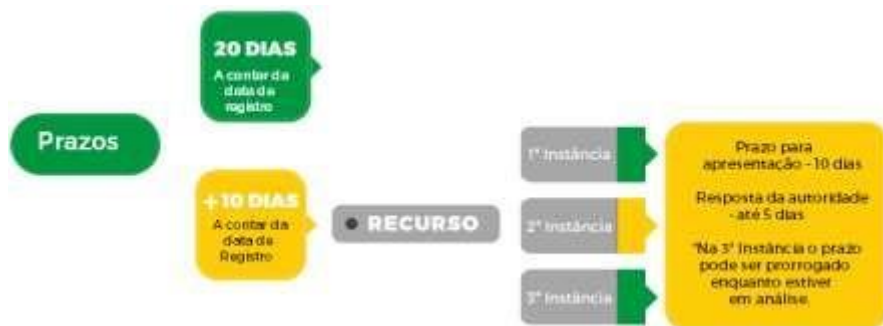 Prazos
20 DIAS
A contar da
data de
registro
+10 DIAS
A contar da
data de
Registro
RECURSO
1ª Instância
2ª Instância
3ª Instância
Prazo para
apresentação - 10 dias
Resposta da autoridade
- até 5 dias
"Na 3ª Instância o prazo
pode ser prorrogado
enquanto estiver
em análise.